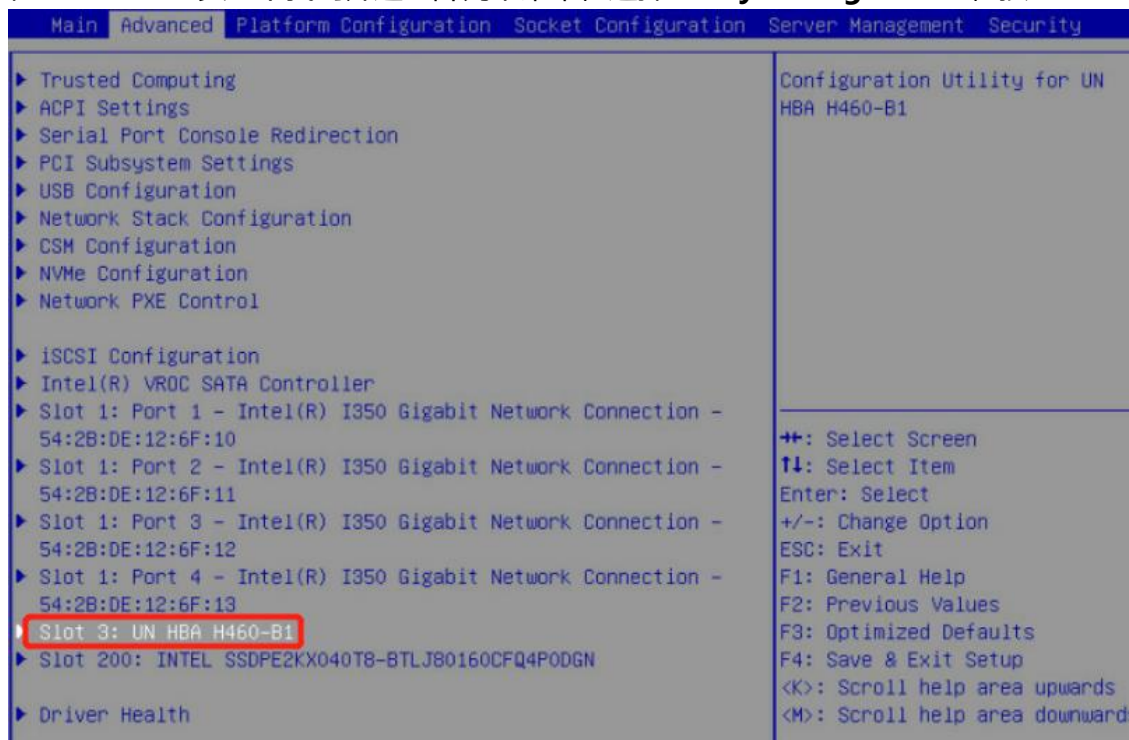 Main Advanced Platform Configuration Socket Configuration Server Management Security
Trusted Computing
ACPI Settings
Serial Port Console Redirection
PCI Subsystem Settings
USB Configuration
Network Stack Configuration
CSM Configuration
NVMe Configuration
Network PXE Control
iSCSI Configuration
Intel(R) VROC SATA Controller
Slot 1: Port 1 - Intel(R) I350 Gigabit Network Connection -
54:2B:DE:12:6F:10
Slot 1: Port 2 - Intel(R) I350 Gigabit Network Connection -
54:2B:DE:12:6F:11
Slot 1: Port 3 - Intel(R) I350 Gigabit Network Connection -
54:2B:DE:12:6F:12
Slot 1: Port 4 - Intel(R) I350 Gigabit Network Connection -
54:2B:DE:12:6F:13
Slot 3: UN HBA H460-B1
Slot 200: INTEL SSDPE2KX040T8-BTLJ80160CFQ4P0DGN
Driver Health
Configuration Utility for UN
HBA H460-B1
→←: Select Screen
↑↓: Select Item
Enter: Select
+/-: Change Option
ESC: Exit
F1: General Help
F2: Previous Values
F3: Optimized Defaults
F4: Save & Exit Setup
<K>: Scroll help area upwards
<M>: Scroll help area downward